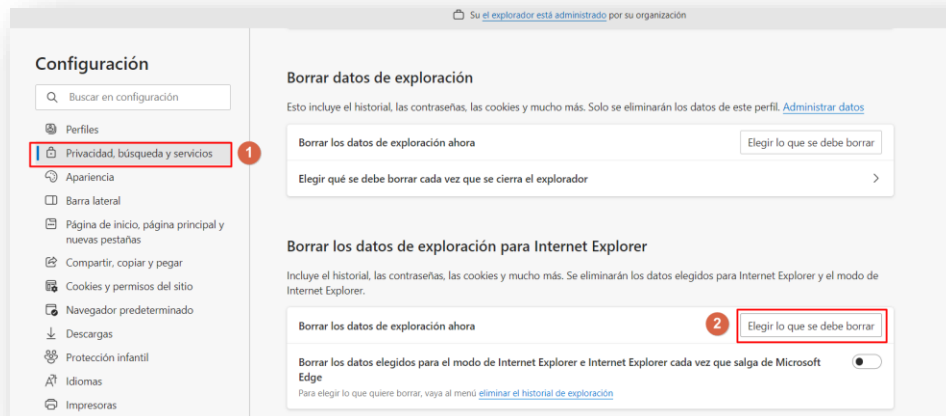 Su el explorador está administrado por su organización
Configuración
Buscar en configuración
Perfiles
Privacidad, búsqueda y servicios
1
Apariencia
Barra lateral
Página de inicio, página principal y
nuevas pestañas
Compartir, copiar y pegar
Cookies y permisos del sitio
Navegador predeterminado
Descargas
Protección infantil
Idiomas
Impresoras
Borrar datos de exploración
Esto incluye el historial, las contraseñas, las cookies y mucho más. Solo se eliminarán los datos de este perfil. Administrar datos
Borrar los datos de exploración ahora
Elegir lo que se debe borrar
Elegir qué se debe borrar cada vez que se cierra el explorador
Borrar los datos de exploración para Internet Explorer
Incluye el historial, las contraseñas, las cookies y mucho más. Se eliminarán los datos elegidos para Internet Explorer y el modo de
Internet Explorer.
Borrar los datos de exploración ahora
2
Elegir lo que se debe borrar
Borrar los datos elegidos para el modo de Internet Explorer e Internet Explorer cada vez que salga de Microsoft
Edge
Para elegir lo que quiere borrar, vaya al menú eliminar el historial de exploración